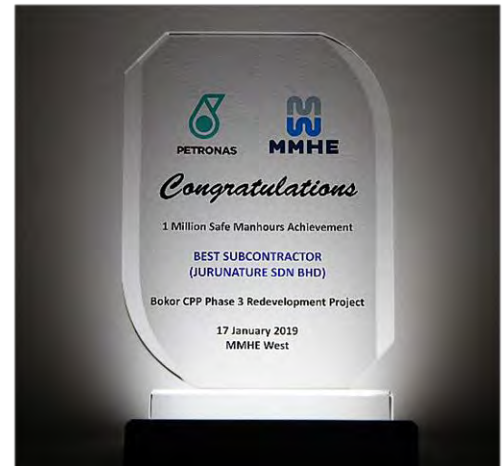 PETRONAS
MMHE
Congratulations
1 Million Safe Manhours Achievement
BEST SUBCONTRACTOR
(JURUNATURE SDN BHD)
Bokor CPP Phase 3 Redevelopment Project
17 January 2019
MMHE West